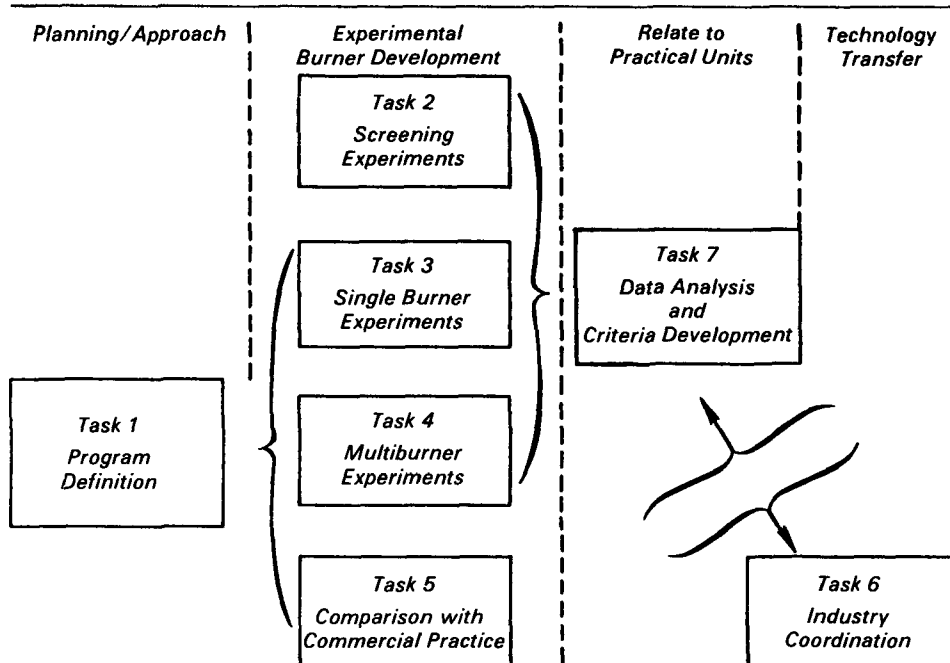 Planning/Approach
Experimental
Burner Development
Relate to
Practical Units
Technology
Transfer
Task 2
Screening
Experiments
Task 3
Single Burner
Experiments
Task 7
Data Analysis
and
Criteria Development
Task 1
Program
Definition
Task 4
Multiburner
Experiments
Task 5
Comparison with
Commercial Practice
Task 6
Industry
Coordination